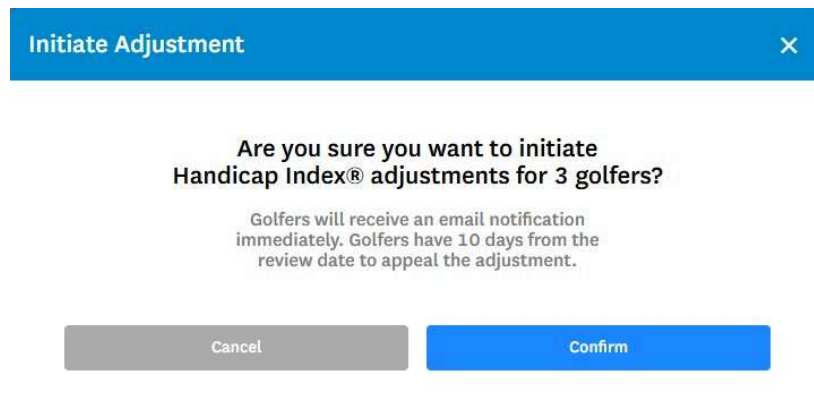 Initiate Adjustment ×
Are you sure you want to initiate
Handicap Index® adjustments for 3 golfers?
Golfers will receive an email notification
immediately. Golfers have 10 days from the
review date to appeal the adjustment.
Cancel Confirm